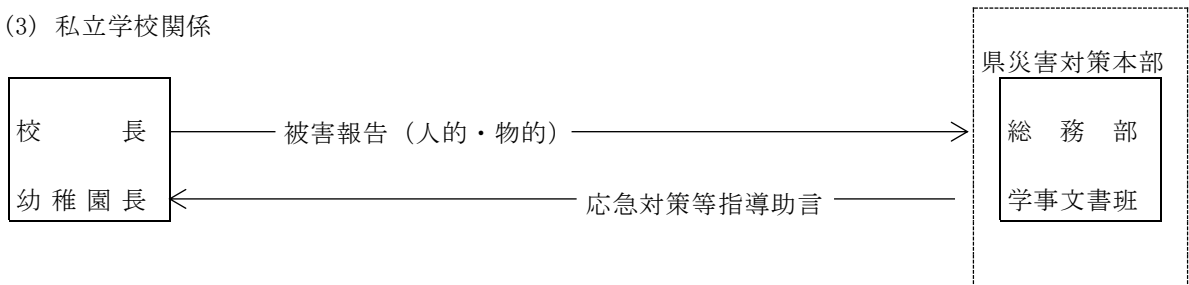 (3) 私立学校関係
県災害対策本部
校長
被害報告（人的・物的）
総務部
幼稚園長
応急対策等指導助言
学事文書班